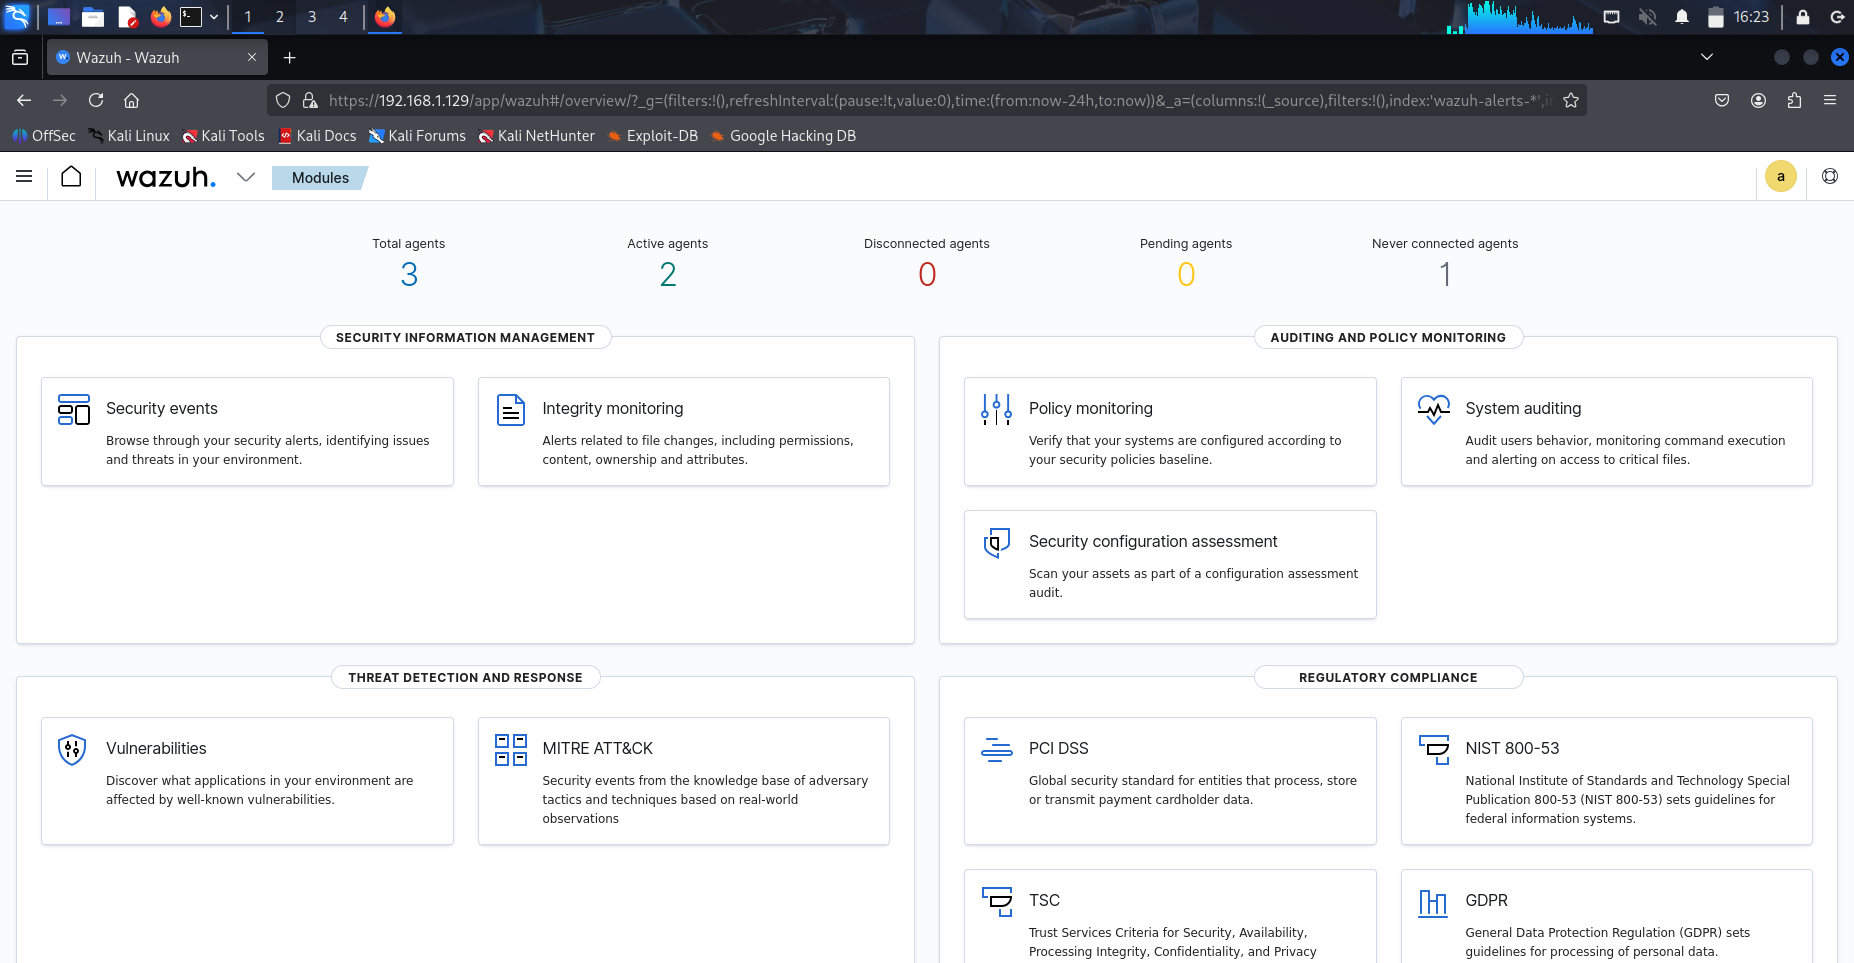 1 2 3 4 16:23
Wazuh - Wazuh
https://192.168.1.129/app/wazuh#/overview/?_g=(filters:!(),refreshInterval:(pause:!t,value:0),time:(from:now-24h,to:now))&_a=(columns:!(_source),filters:!(),index:'wazuh-alerts-*',
OffSec Kali Linux Kali Tools Kali Docs Kali Forums Kali NetHunter Exploit-DB Google Hacking DB
wazuh. Modules a
Total agents Active agents Disconnected agents Pending agents Never connected agents
3 2 0 0 1
SECURITY INFORMATION MANAGEMENT
Security events
Browse through your security alerts, identifying issues
and threats in your environment.
Integrity monitoring
Alerts related to file changes, including permissions,
content, ownership and attributes.
AUDITING AND POLICY MONITORING
Policy monitoring
Verify that your systems are configured according to
your security policies baseline.
System auditing
Audit users behavior, monitoring command execution
and alerting on access to critical files.
Security configuration assessment
Scan your assets as part of a configuration assessment
audit.
THREAT DETECTION AND RESPONSE
Vulnerabilities
Discover what applications in your environment are
affected by well-known vulnerabilities.
MITRE ATT&CK
Security events from the knowledge base of adversary
tactics and techniques based on real-world
observations
REGULATORY COMPLIANCE
PCI DSS
Global security standard for entities that process, store
or transmit payment cardholder data.
NIST 800-53
National Institute of Standards and Technology Special
Publication 800-53 (NIST 800-53) sets guidelines for
federal information systems.
TSC
Trust Services Criteria for Security, Availability,
Processing Integrity, Confidentiality, and Privacy
GDPR
General Data Protection Regulation (GDPR) sets
guidelines for processing of personal data.